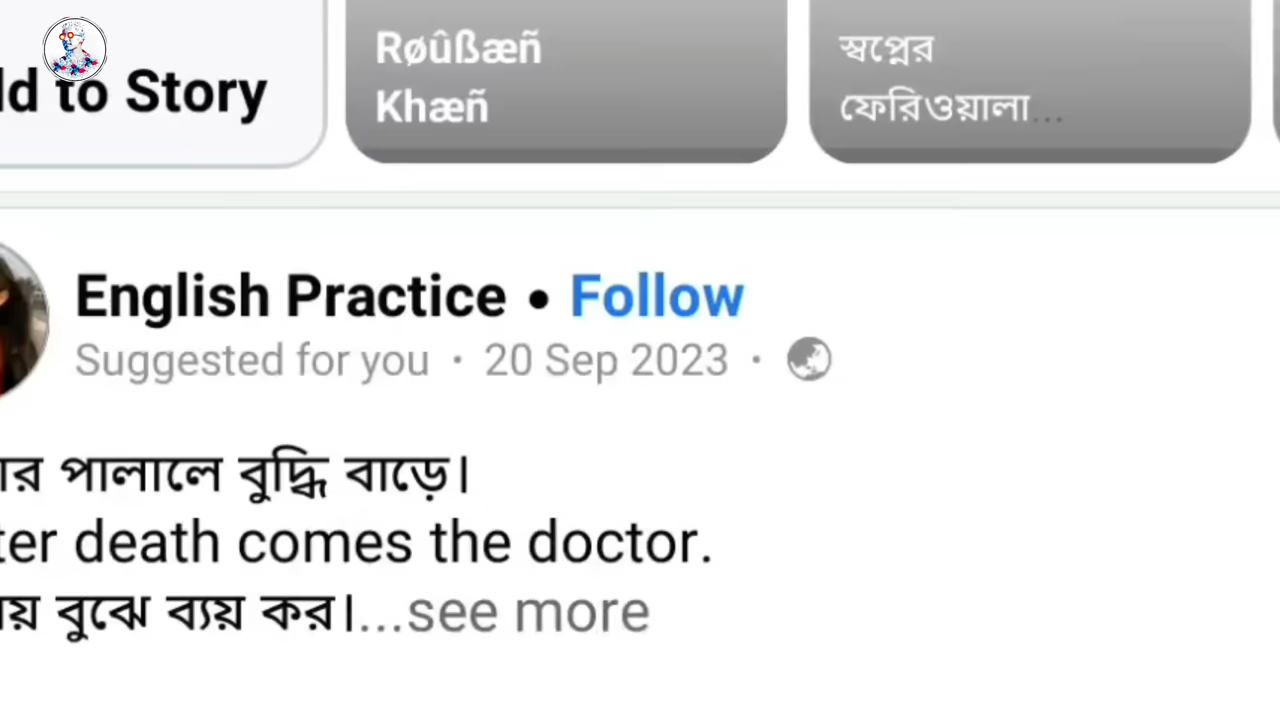 ld to Story
Røûßæñ
Khæñ
স্বপ্নের
ফেরিওয়ালা...
English Practice • Follow
Suggested for you · 20 Sep 2023 ·
ার পালালে বুদ্ধি বাড়ে।
ter death comes the doctor.
য় বুঝে ব্যয় কর।...see more